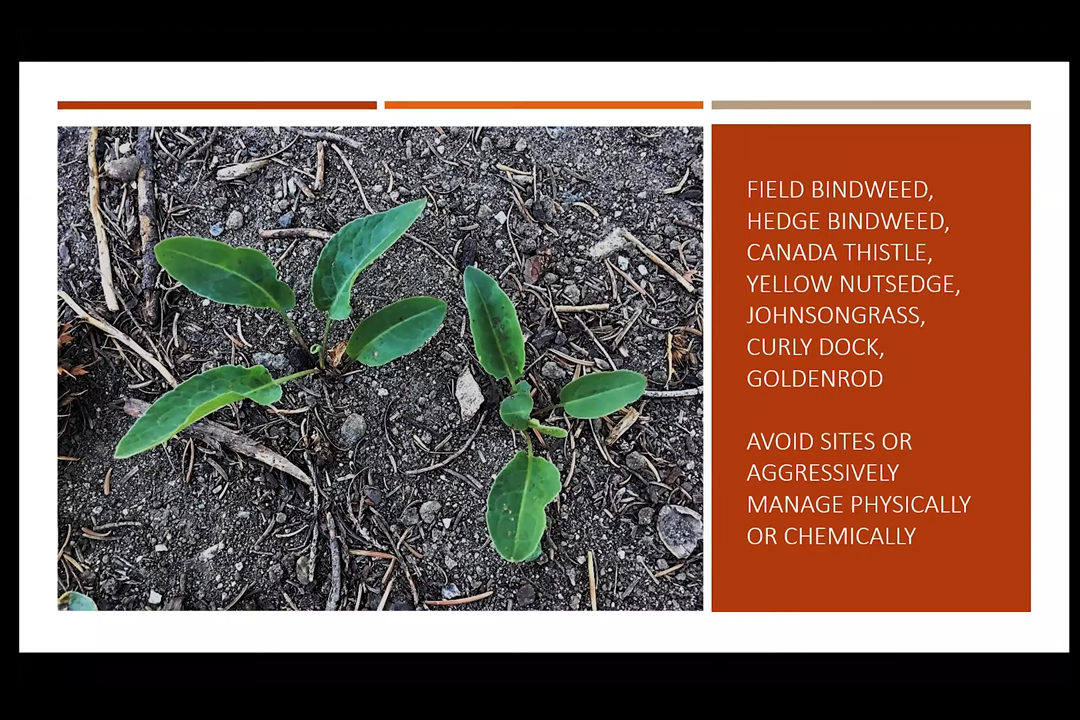 FIELD BINDWEED,
HEDGE BINDWEED,
CANADA THISTLE,
YELLOW NUTSEDGE,
JOHNSONGRASS,
CURLY DOCK,
GOLDENROD
AVOID SITES OR
AGGRESSIVELY
MANAGE PHYSICALLY
OR CHEMICALLY